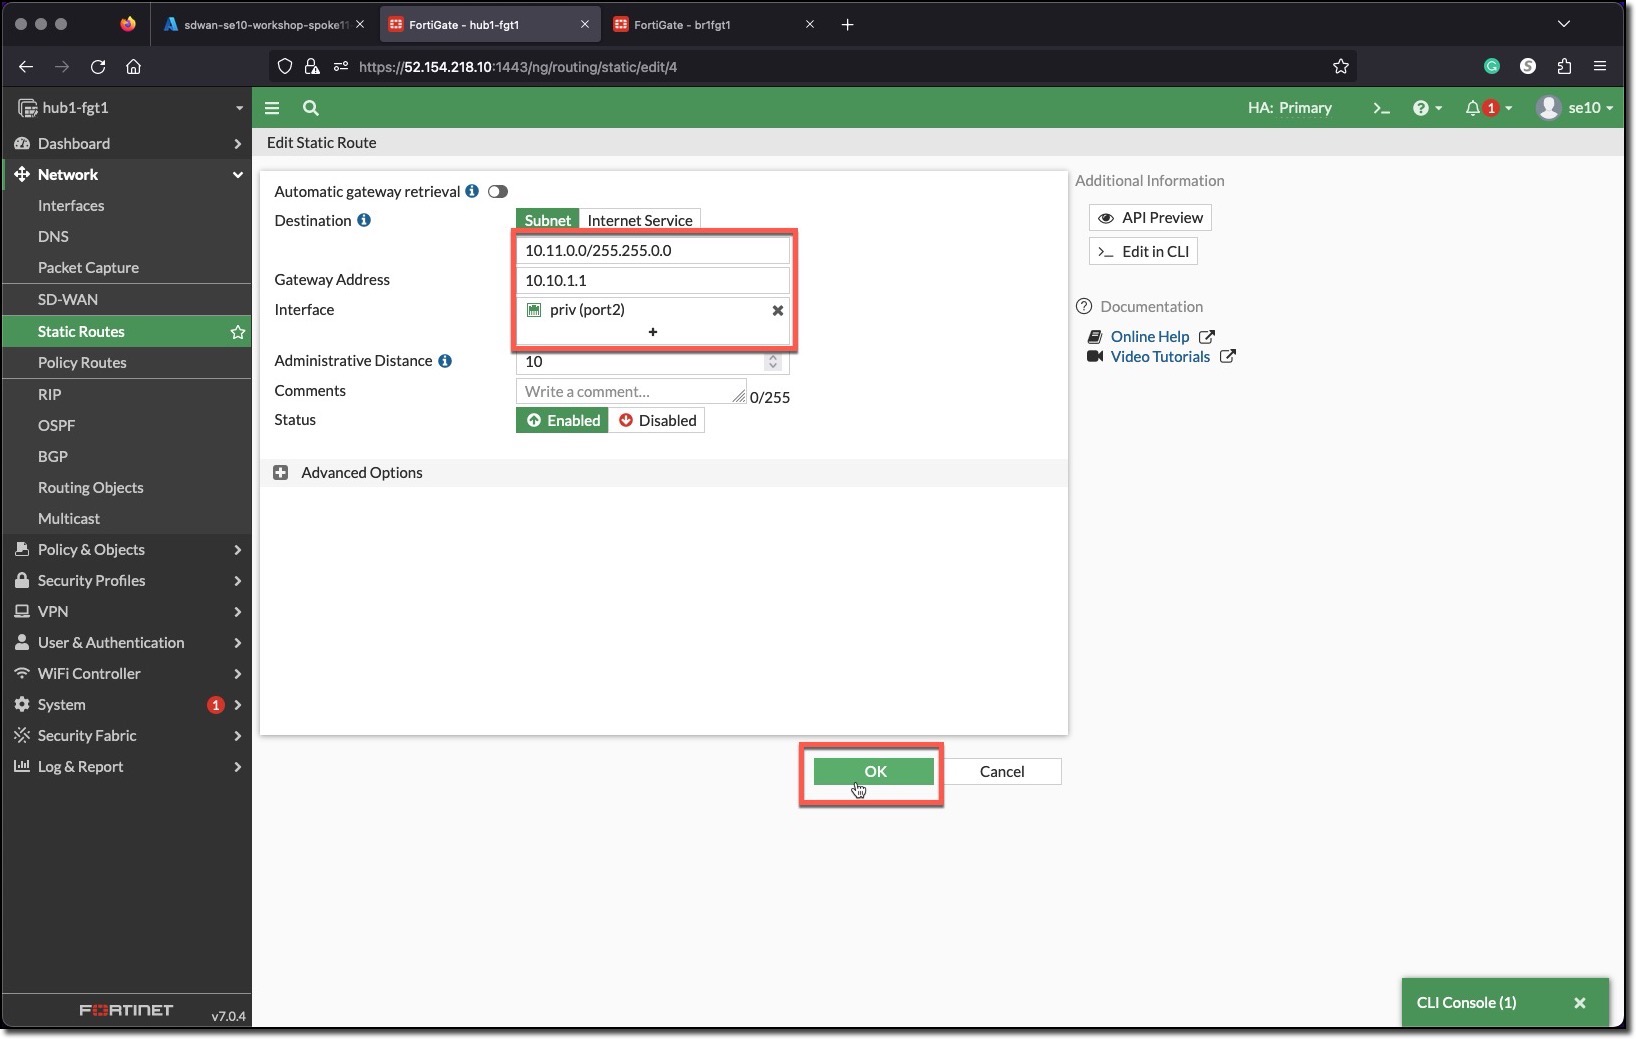 sdwan-se10-workshop-spoke11
FortiGate - hub1-fgt1
FortiGate - br1fgt1
https://52.154.218.10:1443/ng/routing/static/edit/4
hub1-fgt1
HA: Primary
1
se10
Dashboard
Network
Interfaces
DNS
Packet Capture
SD-WAN
Static Routes
Policy Routes
RIP
OSPF
BGP
Routing Objects
Multicast
Policy & Objects
Security Profiles
VPN
User & Authentication
WiFi Controller
System 1
Security Fabric
Log & Report
FORTINET v7.0.4
Edit Static Route
Automatic gateway retrieval
Destination Subnet Internet Service
10.11.0.0/255.255.0.0
Gateway Address 10.10.1.1
Interface priv (port2)
Administrative Distance 10
Comments Write a comment... 0/255
Status Enabled Disabled
Advanced Options
OK Cancel
Additional Information
API Preview
>_ Edit in CLI
Documentation
Online Help
Video Tutorials
CLI Console (1)